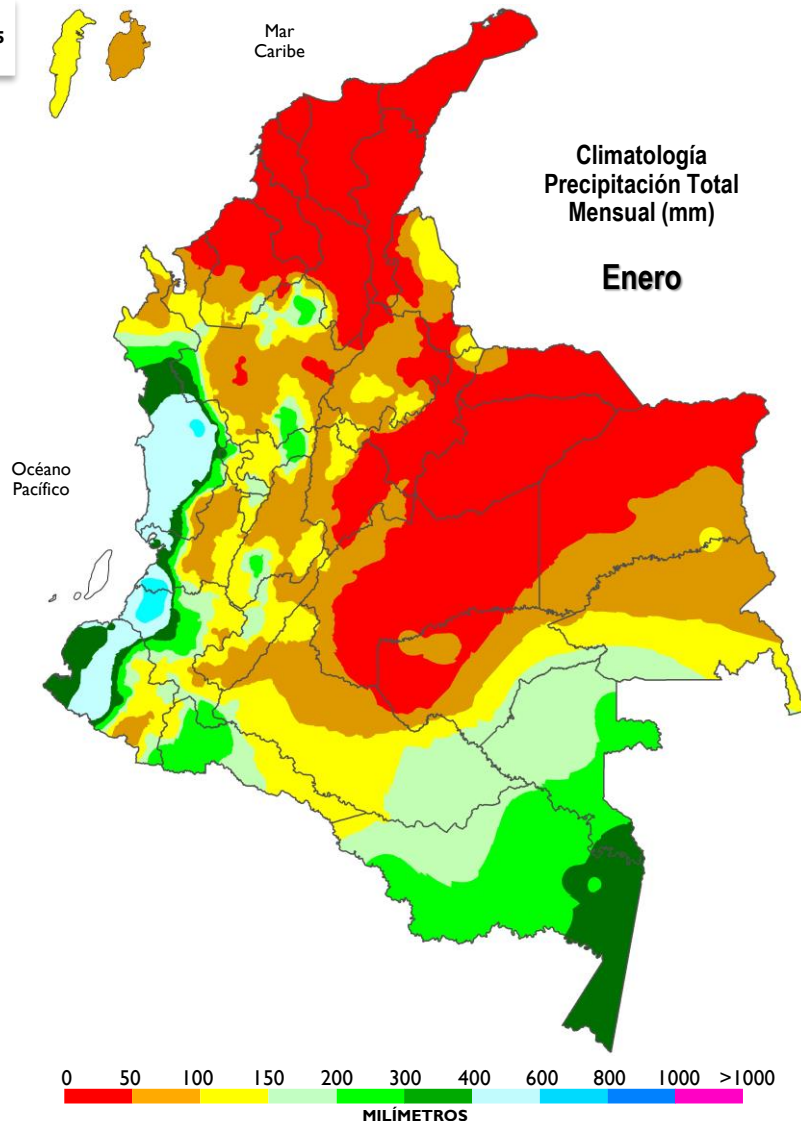 Mar
Caribe
Climatología
Precipitación Total
Mensual (mm)
Enero
Océano
Pacífico
0 50 100 150 200 300 400 600 800 1000 >1000
MILÍMETROS